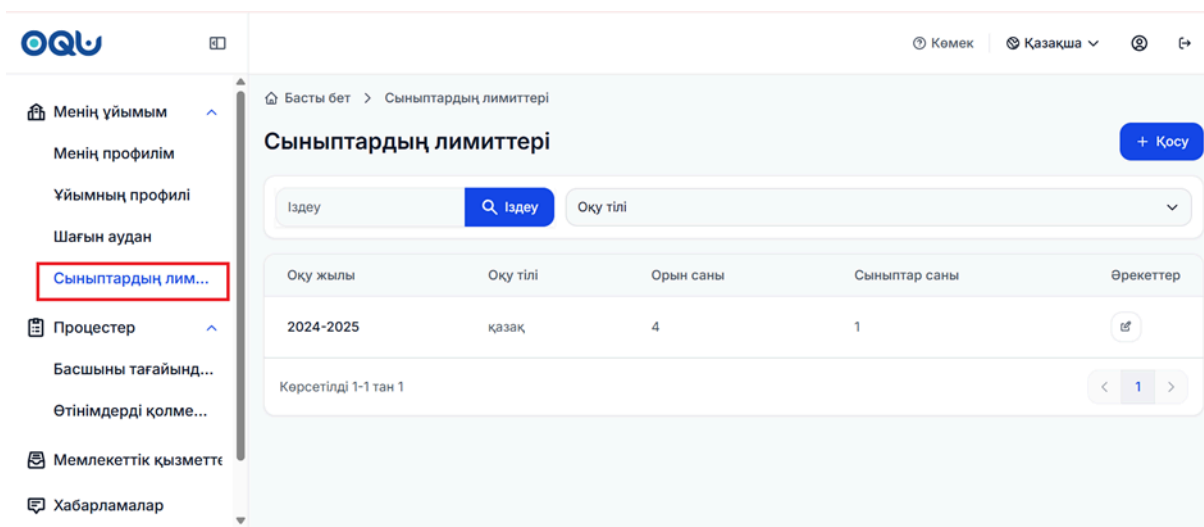 OQU
Көмек Қазақша
Менің ұйымым
Менің профилім
Ұйымның профилі
Шағын аудан
Сыныптардың лим...
Процестер
Басшыны тағайынд...
Өтінімдерді қолме...
Мемлекеттік қызметте
Хабарламалар
Басты бет > Сыныптардың лимиттері
Сыныптардың лимиттері
+ Қосу
Іздеу Іздеу Оқу тілі
Оқу жылы Оқу тілі Орын саны Сыныптар саны Әрекеттер
2024-2025 қазақ 4 1
Көрсетілді 1-1 тан 1
< 1 >